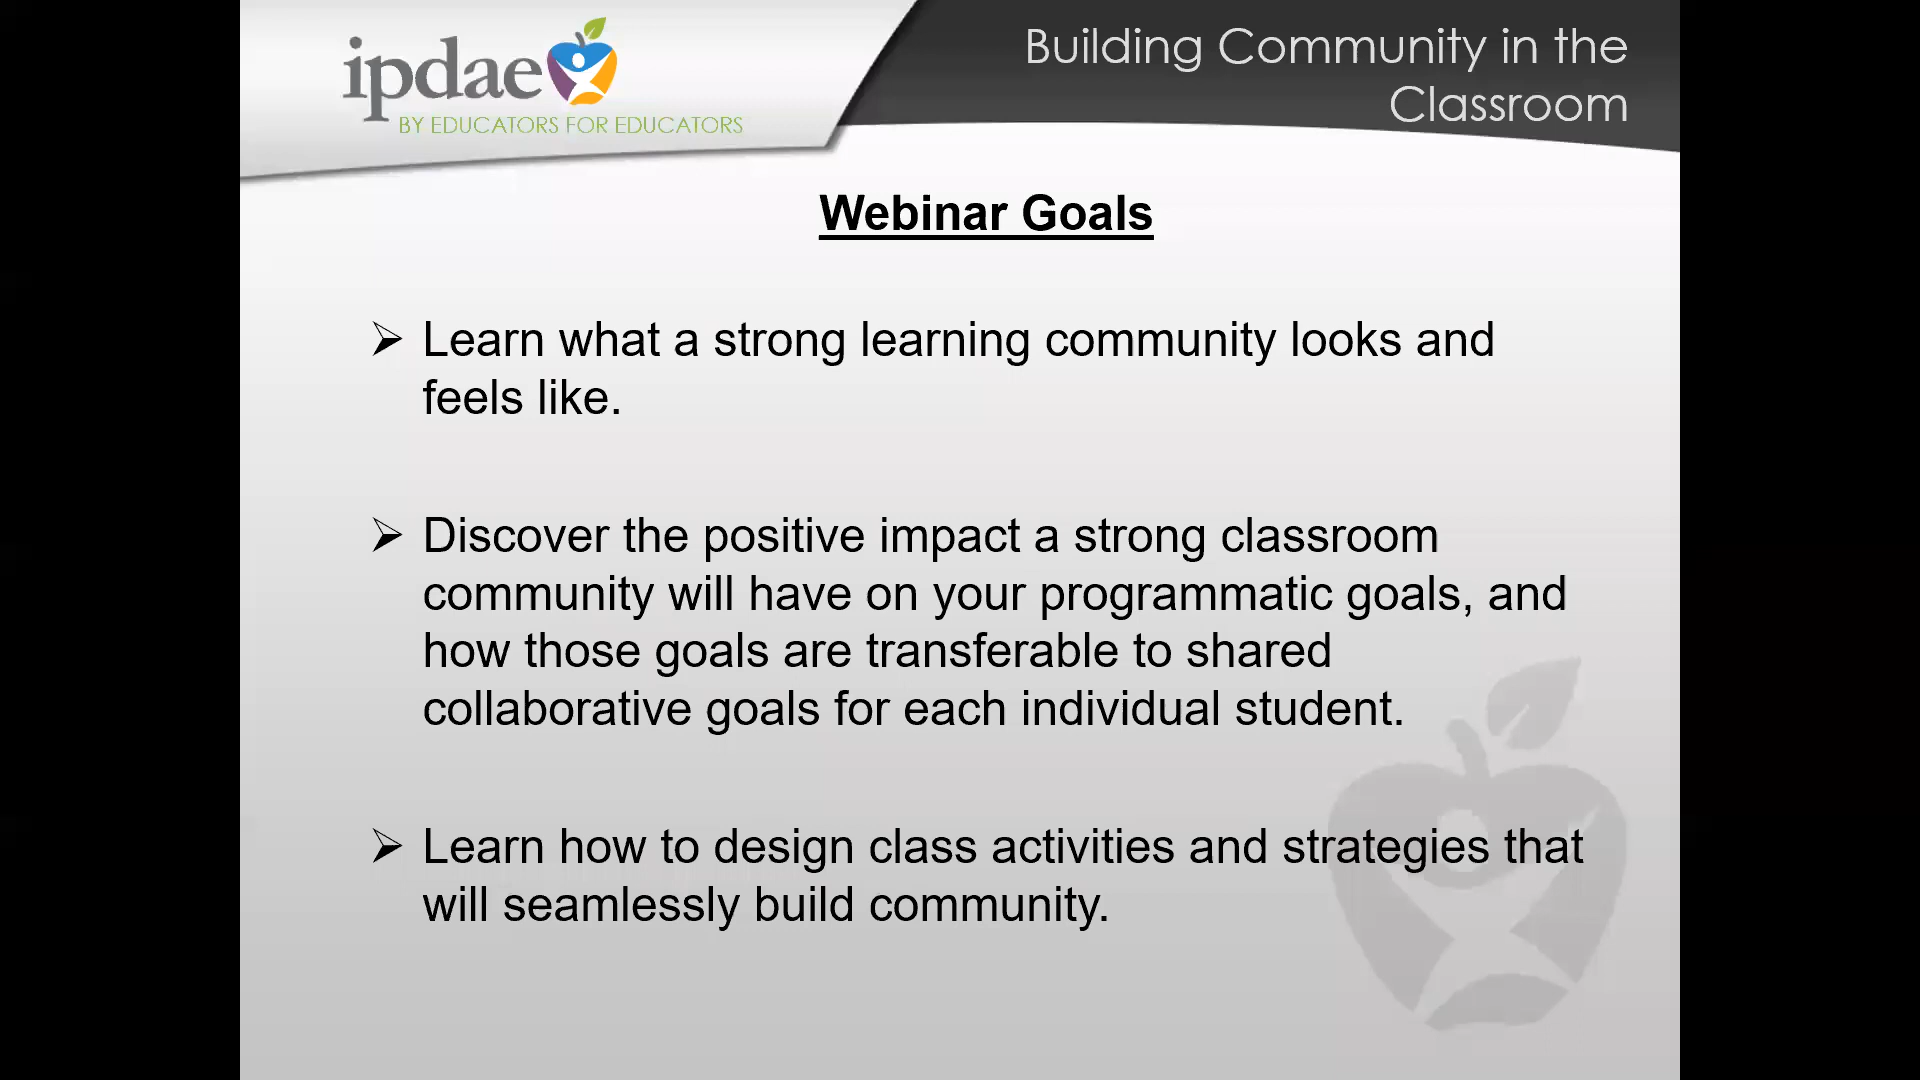 ipdae
BY EDUCATORS FOR EDUCATORS
Building Community in the
Classroom
Webinar Goals
➢ Learn what a strong learning community looks and
feels like.
➢ Discover the positive impact a strong classroom
community will have on your programmatic goals, and
how those goals are transferable to shared
collaborative goals for each individual student.
➢ Learn how to design class activities and strategies that
will seamlessly build community.